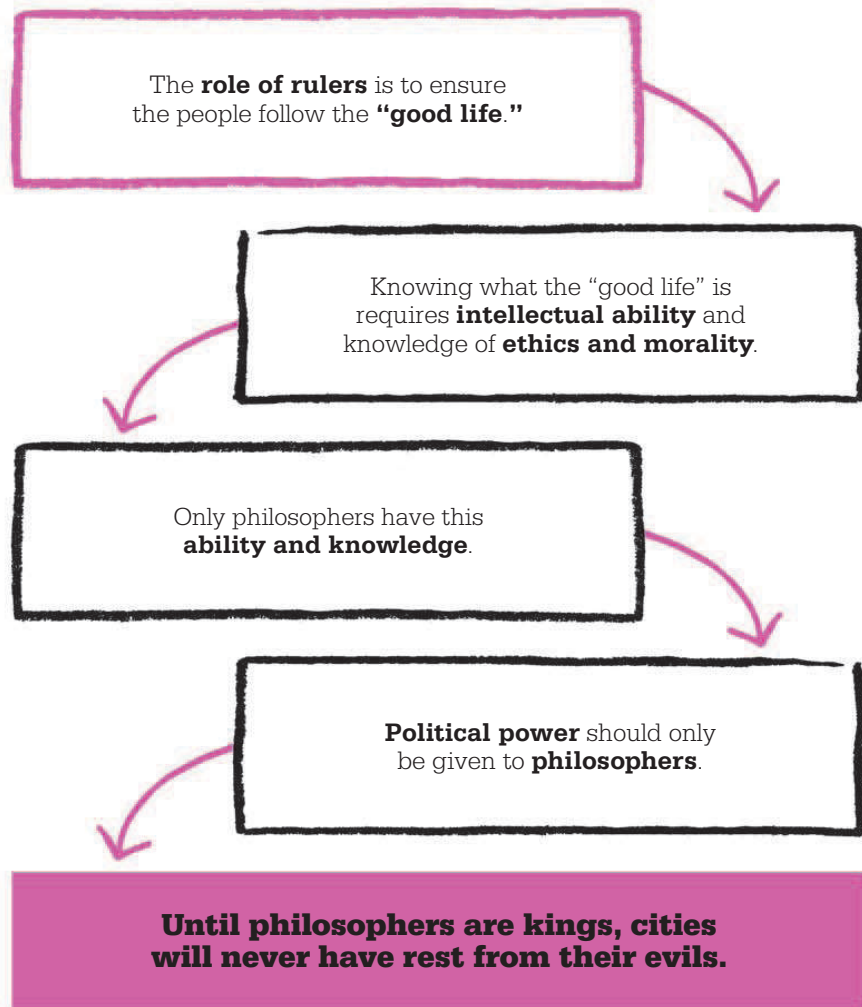 The role of rulers is to ensure
the people follow the “good life.”
Knowing what the “good life” is
requires intellectual ability and
knowledge of ethics and morality.
Only philosophers have this
ability and knowledge.
Political power should only
be given to philosophers.
Until philosophers are kings, cities
will never have rest from their evils.